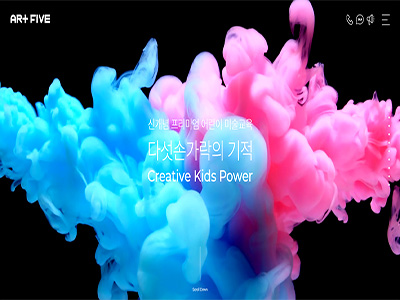 ART FIVE
신개념 프리미엄 어린이 미술교육
다섯손가락의 기적
Creative Kids Power
Scroll Down